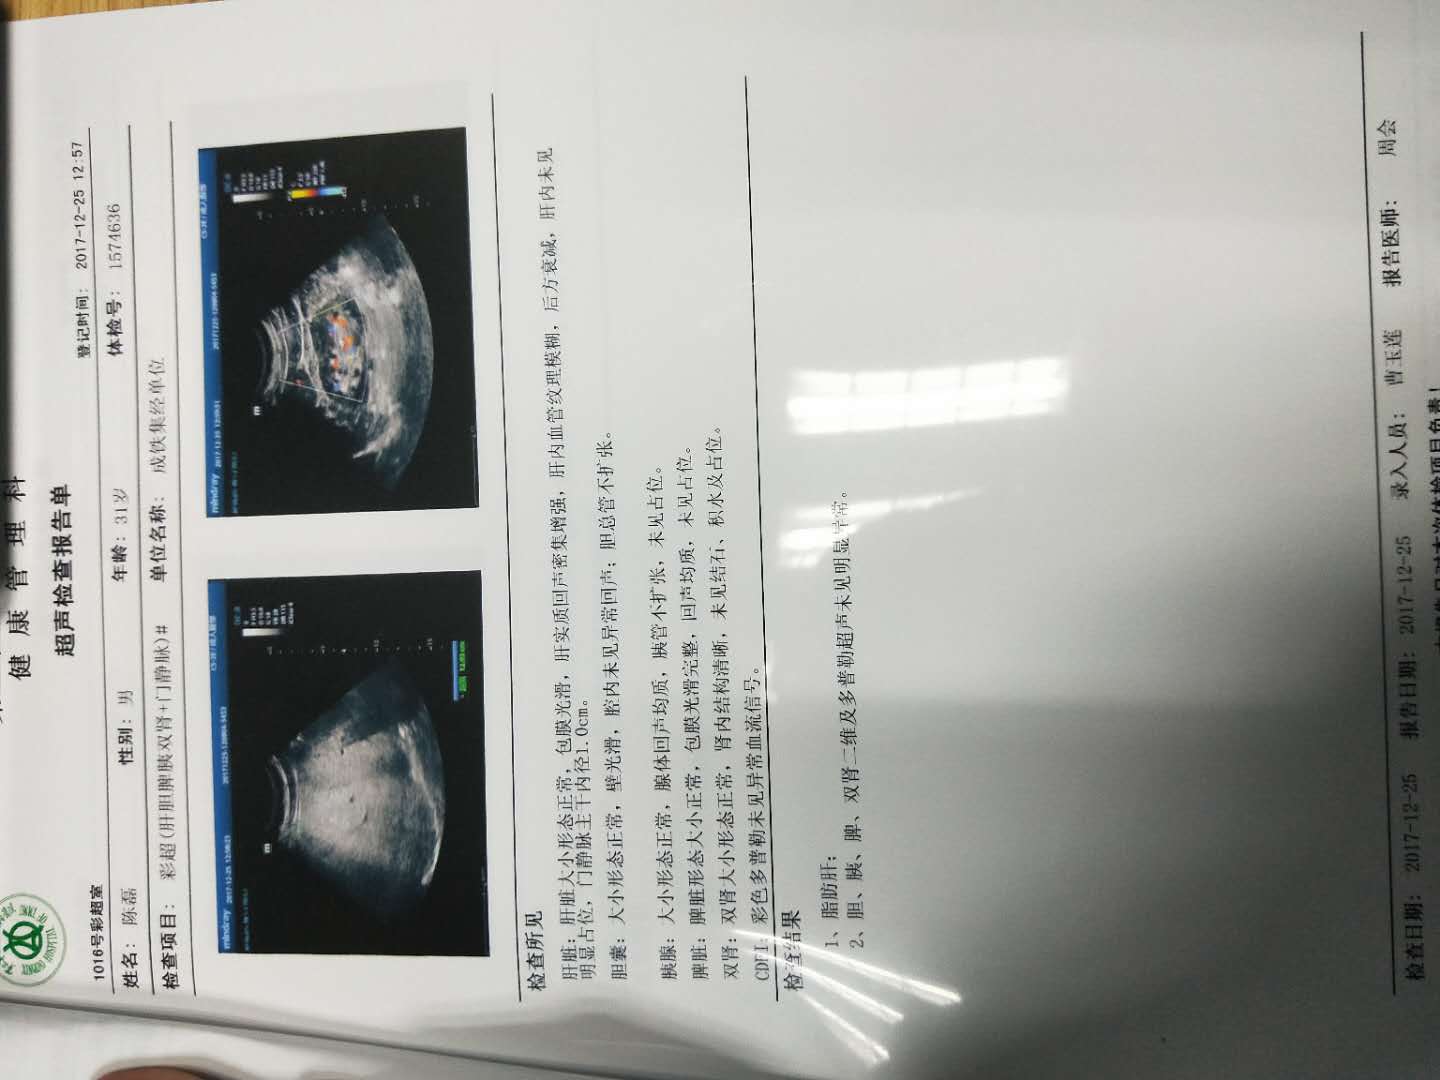 健康管理科
超声检查报告单
1016号彩超室
登记时间： 2017-12-25 12:57
姓名： 陈磊 性别：男 年龄：31岁 体检号：1574636
检查项目： 彩超(肝胆脾胰双肾+门静脉)# 单位名称： 成铁集经单位
mindray 2017-12-25 12:59:23
mindray 2017-12-25 12:59:51
检查所见
肝脏：肝脏大小形态正常，包膜光滑，肝实质回声密集增强，肝内血管纹理模糊，后方衰减，肝内未见
明显占位，门静脉主干内径1.0cm。
胆囊：大小形态正常，壁光滑，腔内未见异常回声；胆总管不扩张。
胰腺：大小形态正常，腺体回声均质，胰管不扩张，未见占位。
脾脏：脾脏形态大小正常，包膜光滑完整，回声均质，未见占位。
双肾：双肾大小形态正常，肾内结构清晰，未见结石、积水及占位。
CDFI：彩色多普勒未见异常血流信号。
检查结果
1、脂肪肝；
2、胆、胰、脾、双肾二维及多普勒超声未见明显异常。
检查日期： 2017-12-25 报告日期： 2017-12-25 录入人员： 曹玉莲 报告医师： 周会